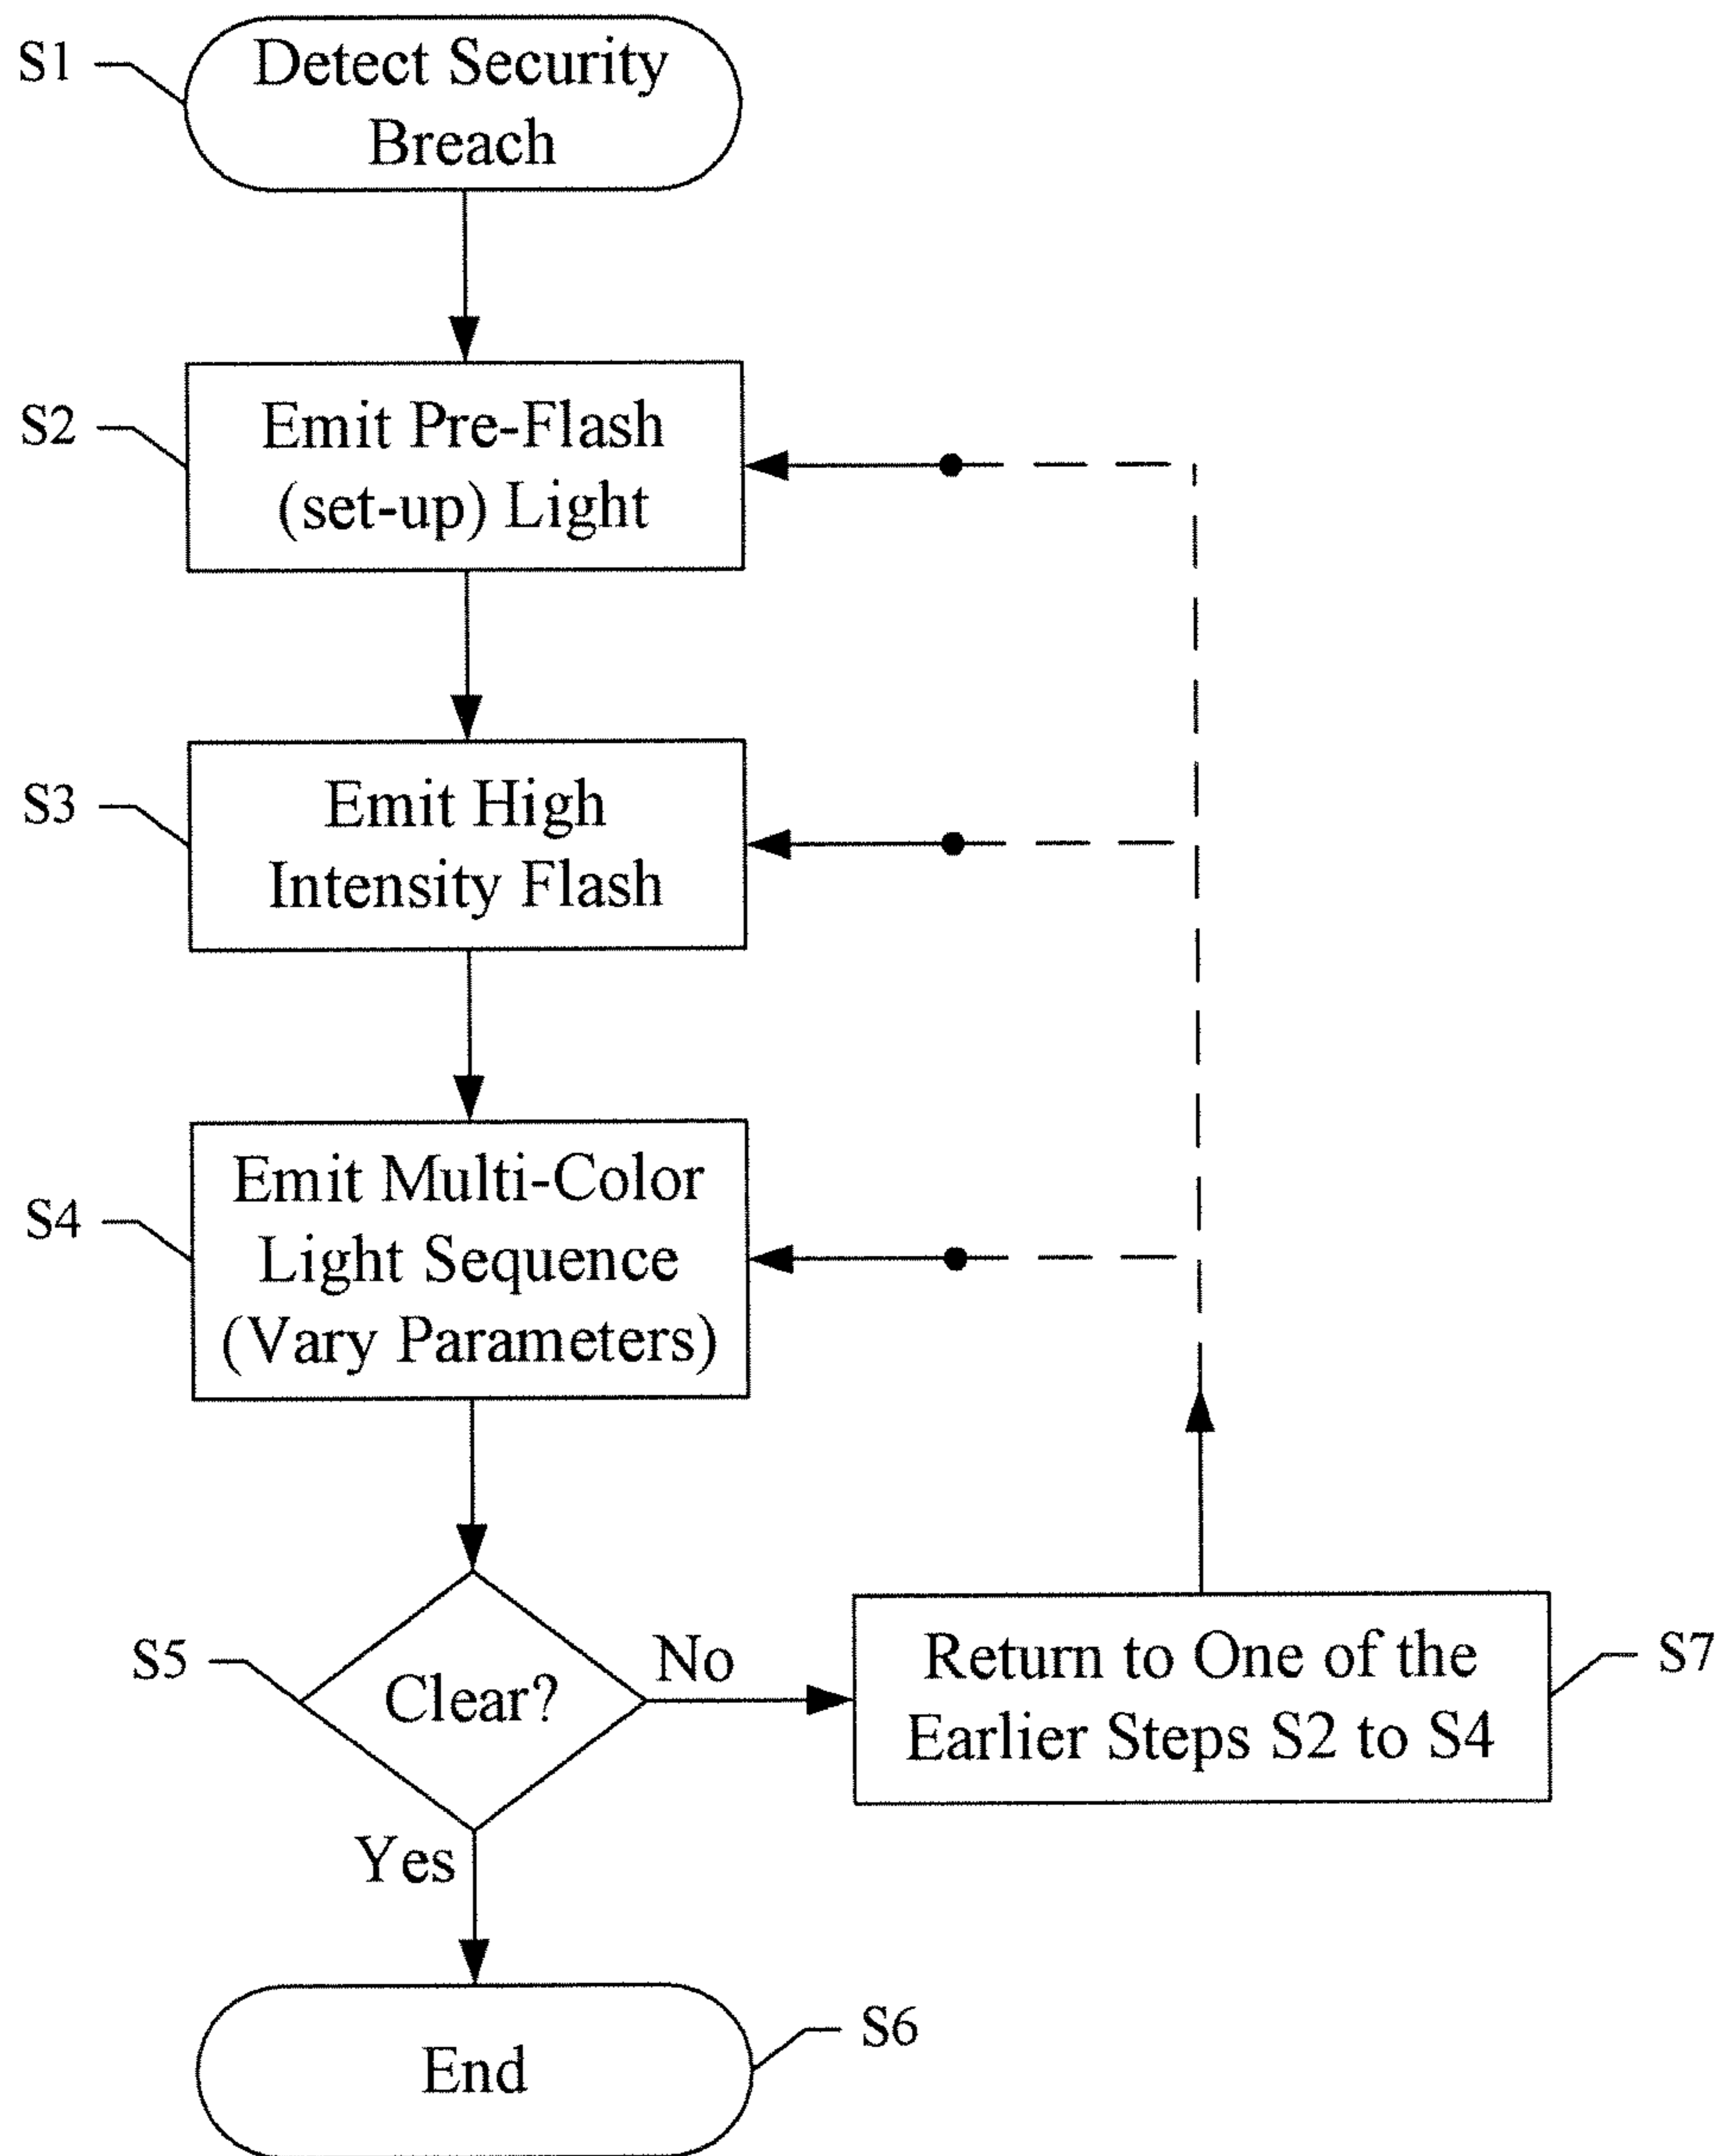 S1
Detect Security
Breach
S2
Emit Pre-Flash
(set-up) Light
S3
Emit High
Intensity Flash
S4
Emit Multi-Color
Light Sequence
(Vary Parameters)
S5
Clear?
No
Return to One of the
Earlier Steps S2 to S4
S7
Yes
End
S6